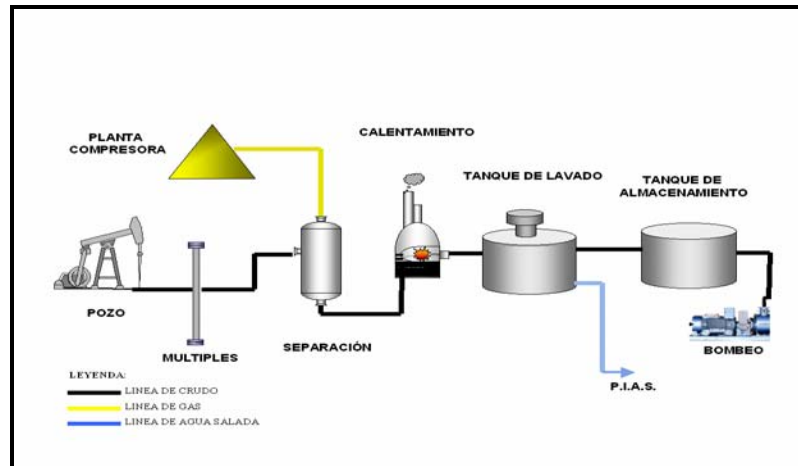 PLANTA
COMPRESORA
CALENTAMIENTO
TANQUE DE LAVADO
TANQUE DE
ALMACENAMIENTO
POZO
MULTIPLES
SEPARACIÓN
BOMBEO
P.I.A.S.
LEYENDA:
LINEA DE CRUDO
LINEA DE GAS
LINEA DE AGUA SALADA